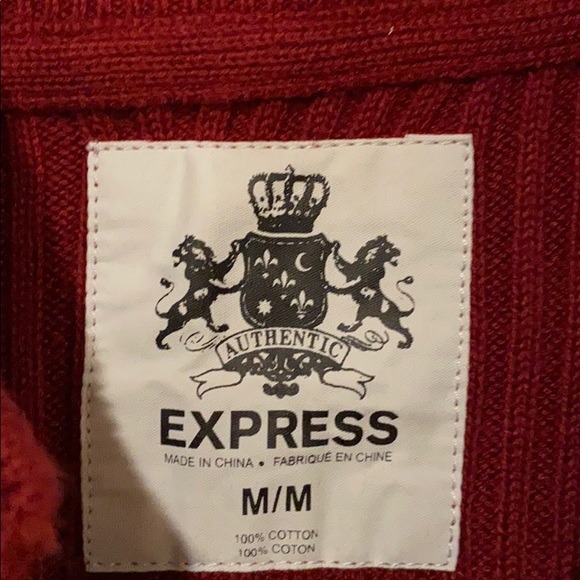 AUTHENTIC
EXPRESS
MADE IN CHINA • FABRIQUÉ EN CHINE
M/M
100% COTTON
100% COTON